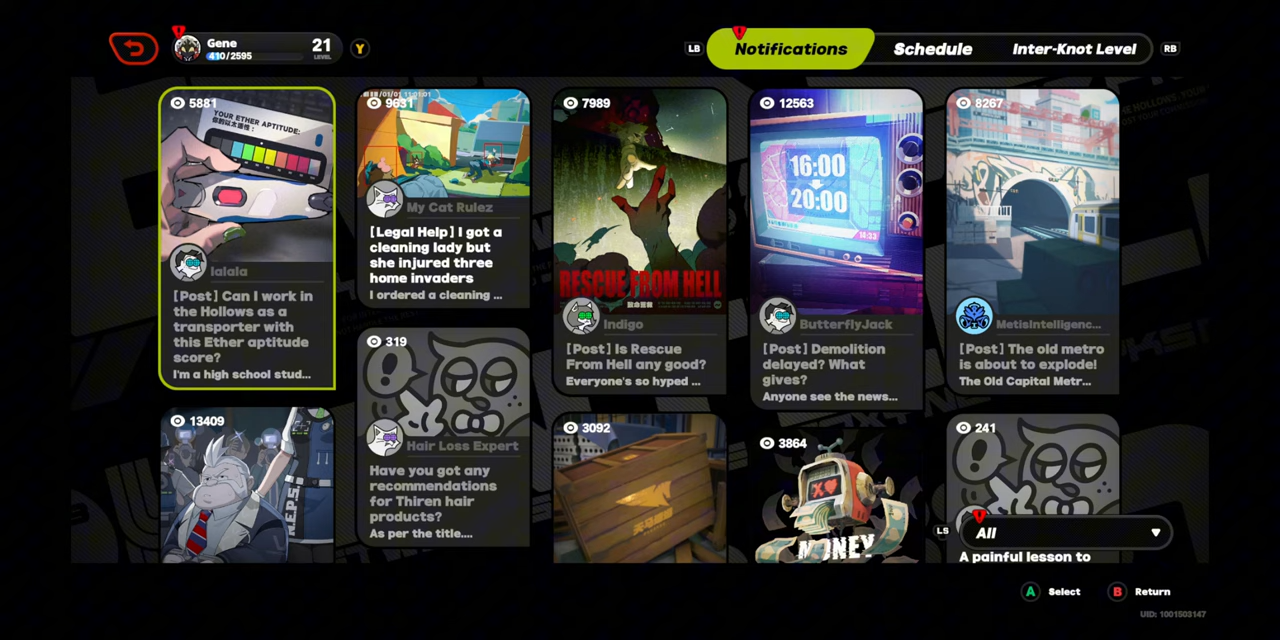 Gene
410/2595
21
LEVEL
Y
LB
Notifications
Schedule
Inter-Knot Level
RB
5881
YOUR ETHER APTITUDE:
你的以太适性：
lalala
[Post] Can I work in
the Hollows as a
transporter with
this Ether aptitude
score?
I'm a high school stud...
9631
My Cat Rulez
[Legal Help] I got a
cleaning lady but
she injured three
home invaders
I ordered a cleaning ...
7989
RESCUE FROM HELL
Indigo
[Post] Is Rescue
From Hell any good?
Everyone's so hyped ...
12563
16:00
20:00
ButterflyJack
[Post] Demolition
delayed? What
gives?
Anyone see the news...
8267
MetisIntelligenc...
[Post] The old metro
is about to explode!
The Old Capital Metr...
13409
N.E.P.S.
319
Hair Loss Expert
Have you got any
recommendations
for Thiren hair
products?
As per the title....
3092
3864
MONEY
241
LS
All
A painful lesson to
A
Select
B
Return
UID: 1001503147